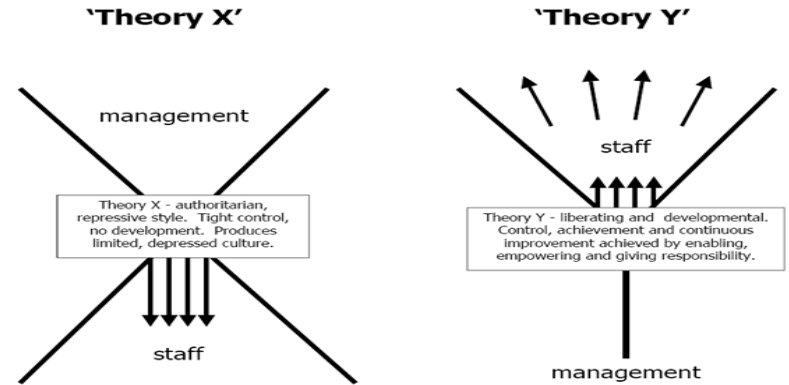 ‘Theory X’
management
Theory X - authoritarian,
repressive style. Tight control,
no development. Produces
limited, depressed culture.
staff
‘Theory Y’
staff
Theory Y - liberating and developmental.
Control, achievement and continuous
improvement achieved by enabling,
empowering and giving responsibility.
management